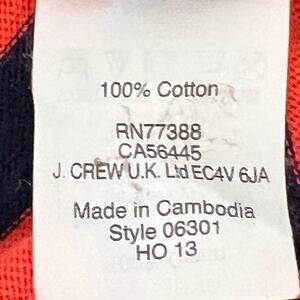 100% Cotton
RN77388
CA56445
J. CREW U.K. Ltd EC4V 6JA
Made in Cambodia
Style 06301
HO 13